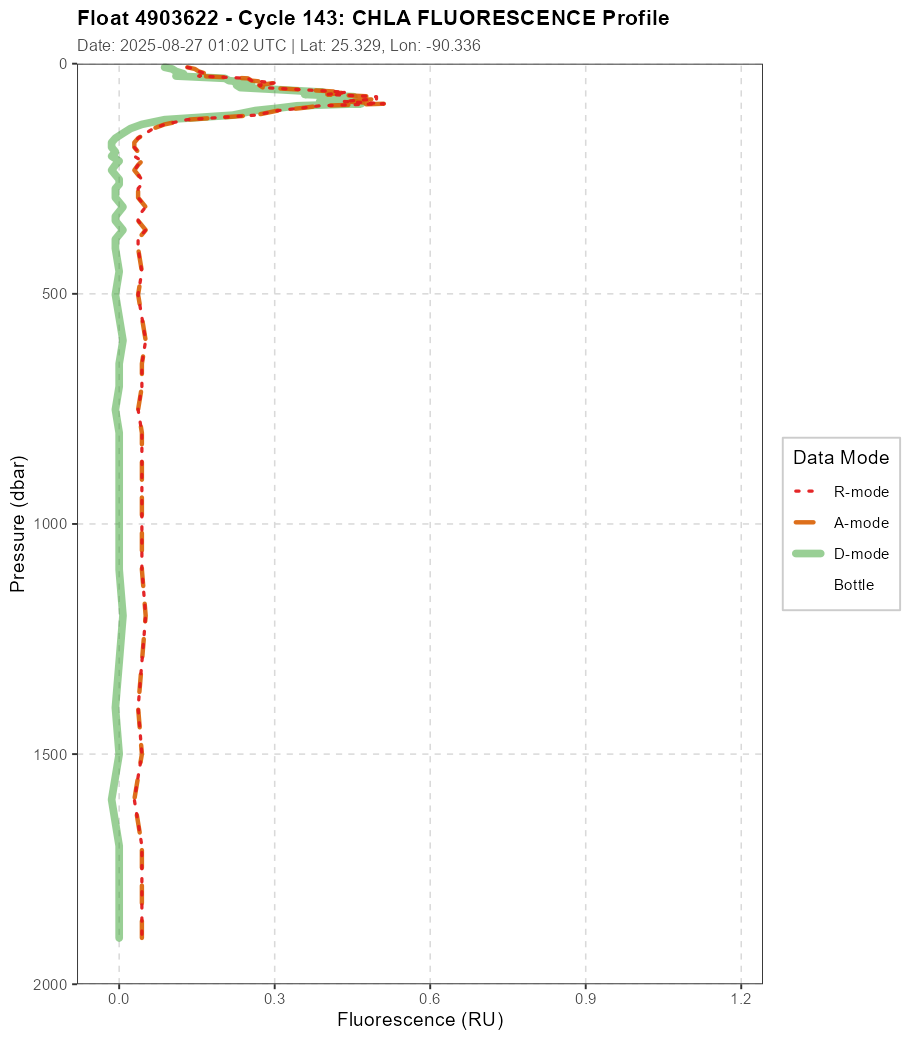 Float 4903622 - Cycle 143: CHLA FLUORESCENCE Profile
Date: 2025-08-27 01:02 UTC | Lat: 25.329, Lon: -90.336
0
500
1000
1500
2000
Pressure (dbar)
0.0
0.3
0.6
0.9
1.2
Fluorescence (RU)
Data Mode
R-mode
A-mode
D-mode
Bottle